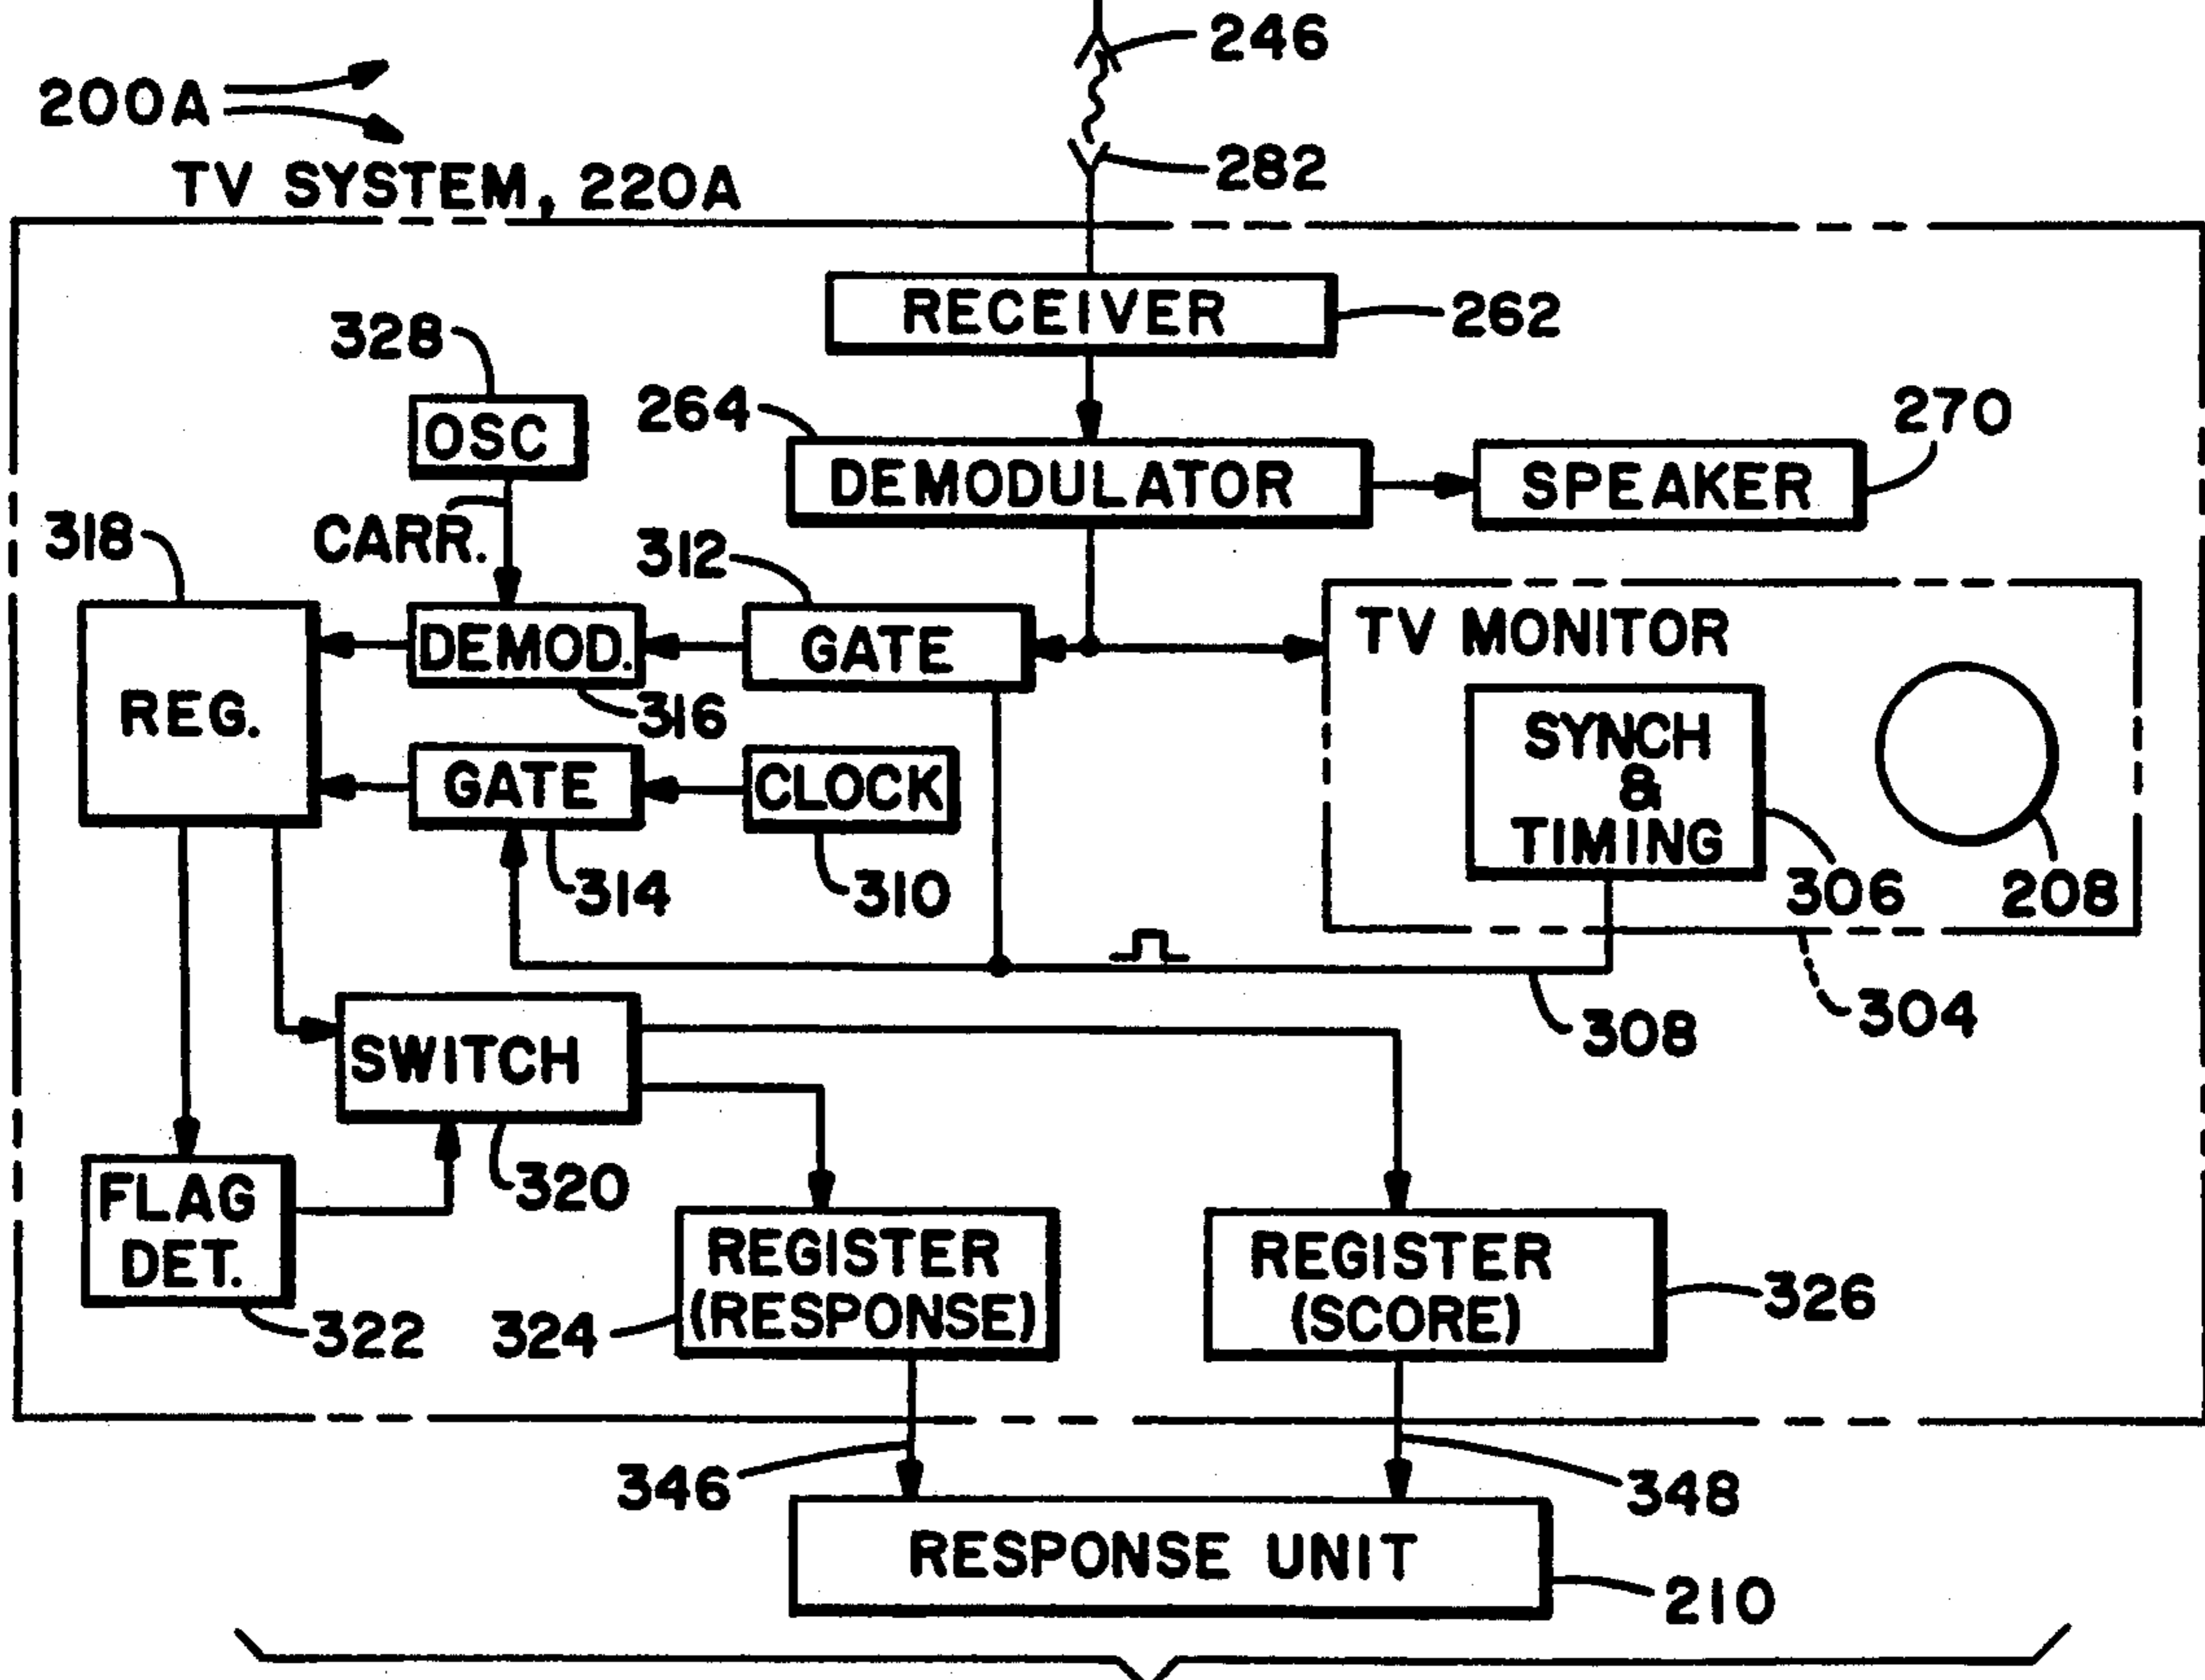 246
200A
282
TV SYSTEM, 220A
RECEIVER
262
328
264
270
OSC
DEMODULATOR
SPEAKER
318
CARR.
312
TV MONITOR
DEMOD.
GATE
REG.
316
SYNCH
&
TIMING
GATE
CLOCK
314
310
306
208
304
308
SWITCH
320
FLAG
DET.
REGISTER
(RESPONSE)
REGISTER
(SCORE)
326
322
324
346
348
RESPONSE UNIT
210